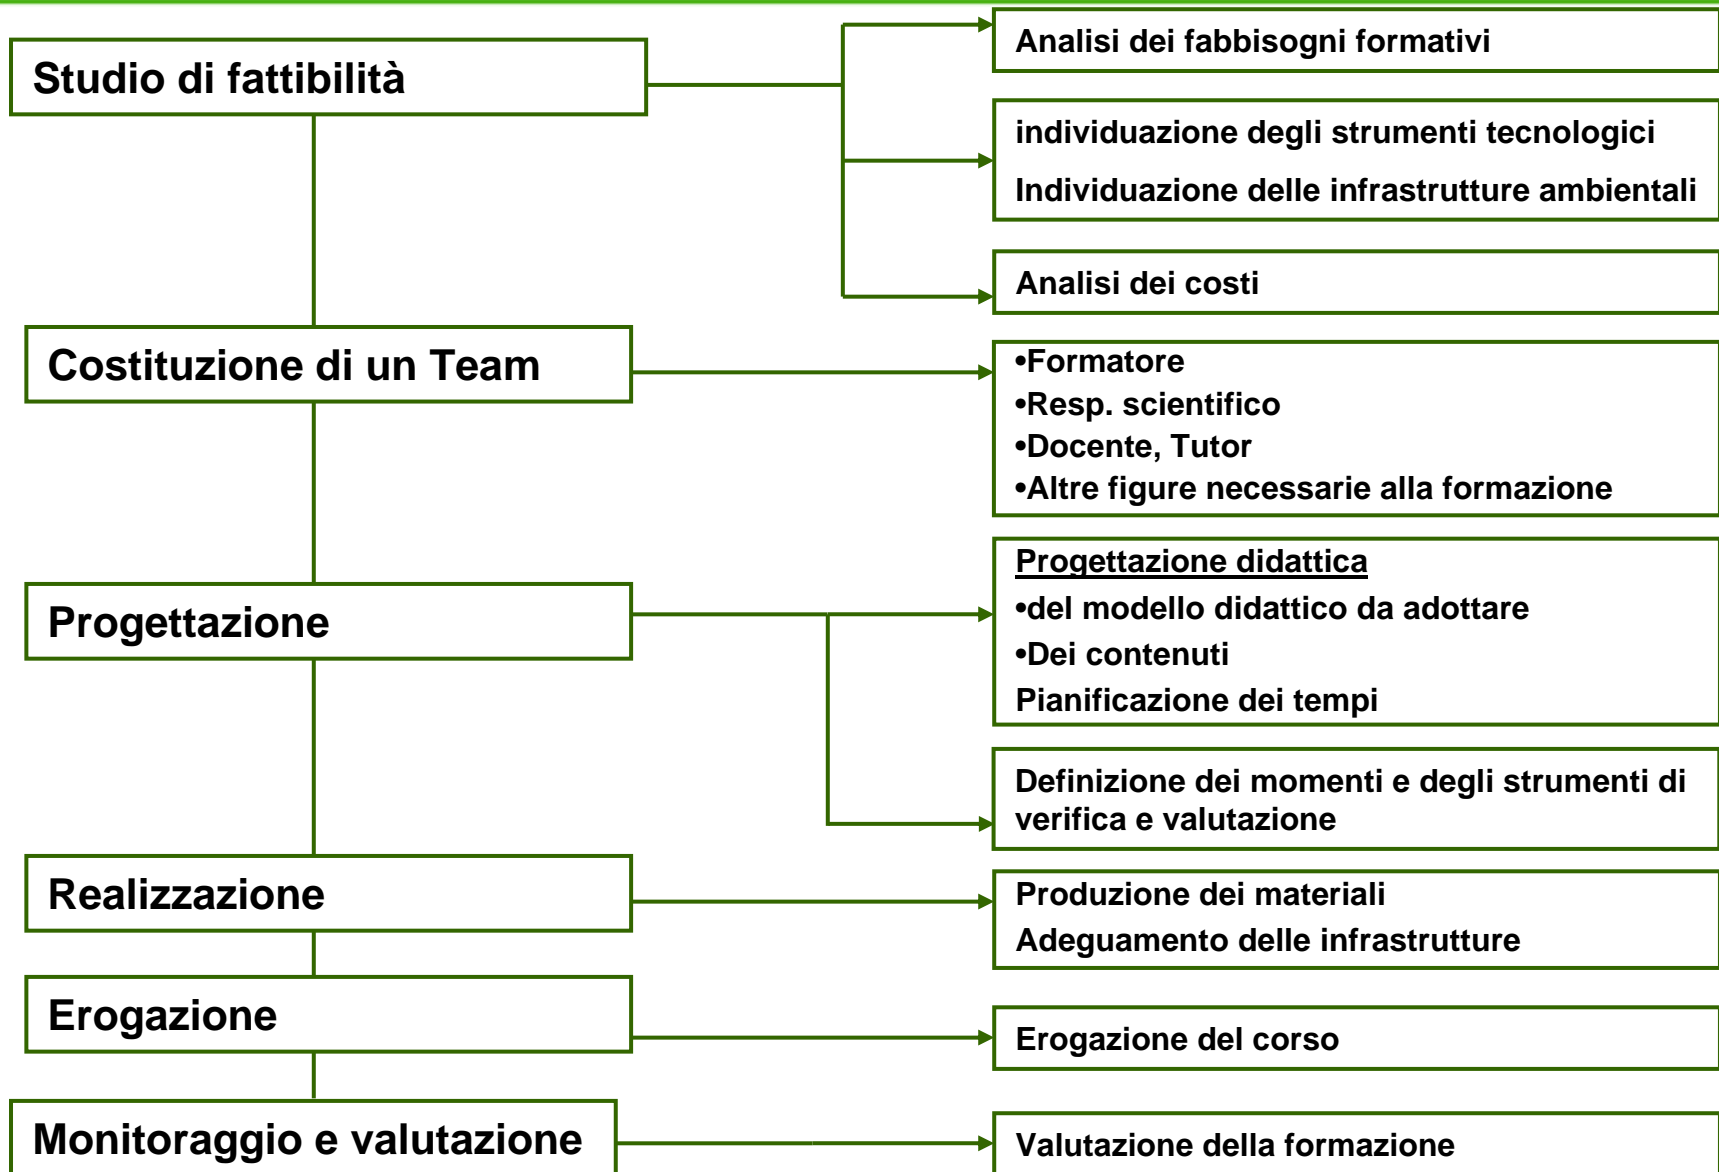 Studio di fattibilità
Analisi dei fabbisogni formativi
individuazione degli strumenti tecnologici
Individuazione delle infrastrutture ambientali
Analisi dei costi
Costituzione di un Team
•Formatore
•Resp. scientifico
•Docente, Tutor
•Altre figure necessarie alla formazione
Progettazione
Progettazione didattica
•del modello didattico da adottare
•Dei contenuti
Pianificazione dei tempi
Definizione dei momenti e degli strumenti di
verifica e valutazione
Realizzazione
Produzione dei materiali
Adeguamento delle infrastrutture
Erogazione
Erogazione del corso
Monitoraggio e valutazione
Valutazione della formazione